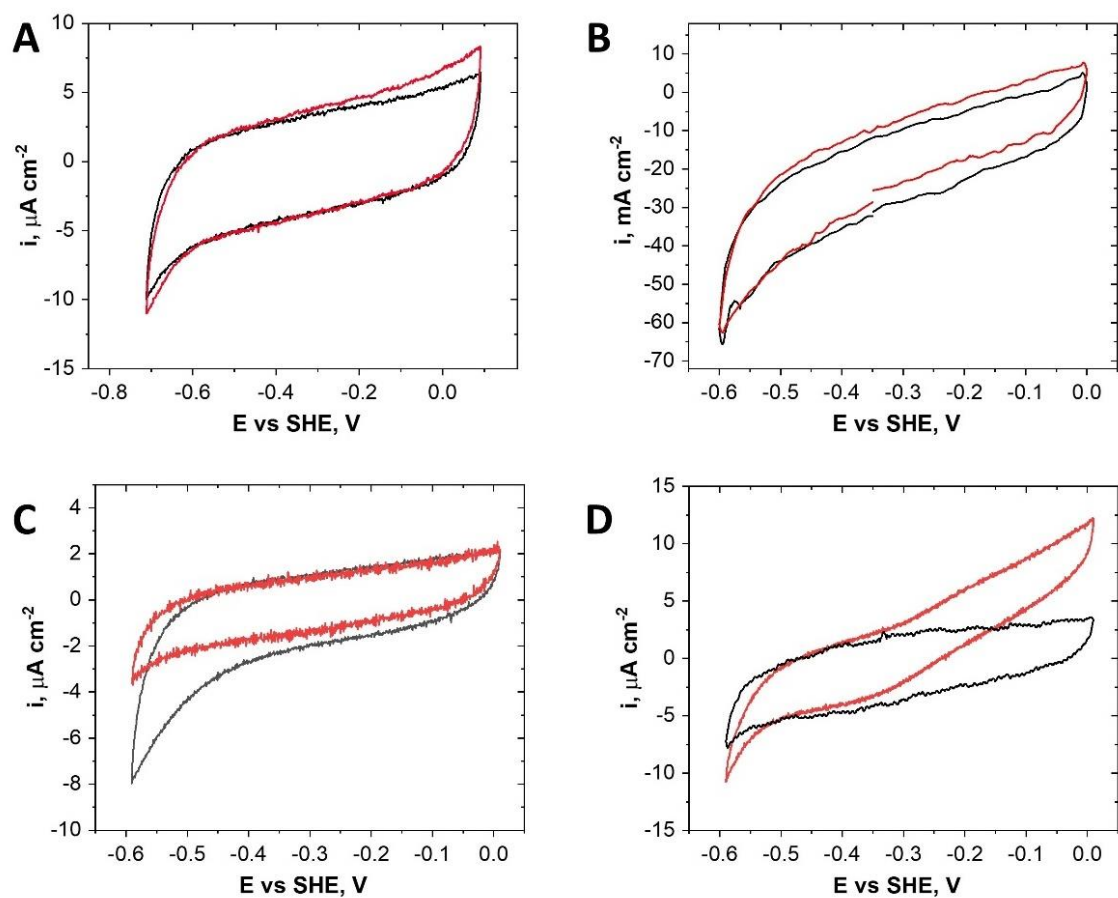 A
i, μA cm-2
10
5
0
-5
-10
-15
-0.8 -0.6 -0.4 -0.2 0.0
E vs SHE, V
B
i, mA cm-2
10
0
-10
-20
-30
-40
-50
-60
-70
-0.6 -0.5 -0.4 -0.3 -0.2 -0.1 0.0
E vs SHE, V
C
i, μA cm-2
4
2
0
-2
-4
-6
-8
-10
-0.6 -0.5 -0.4 -0.3 -0.2 -0.1 0.0
E vs SHE, V
D
i, μA cm-2
15
10
5
0
-5
-10
-15
-0.6 -0.5 -0.4 -0.3 -0.2 -0.1 0.0
E vs SHE, V